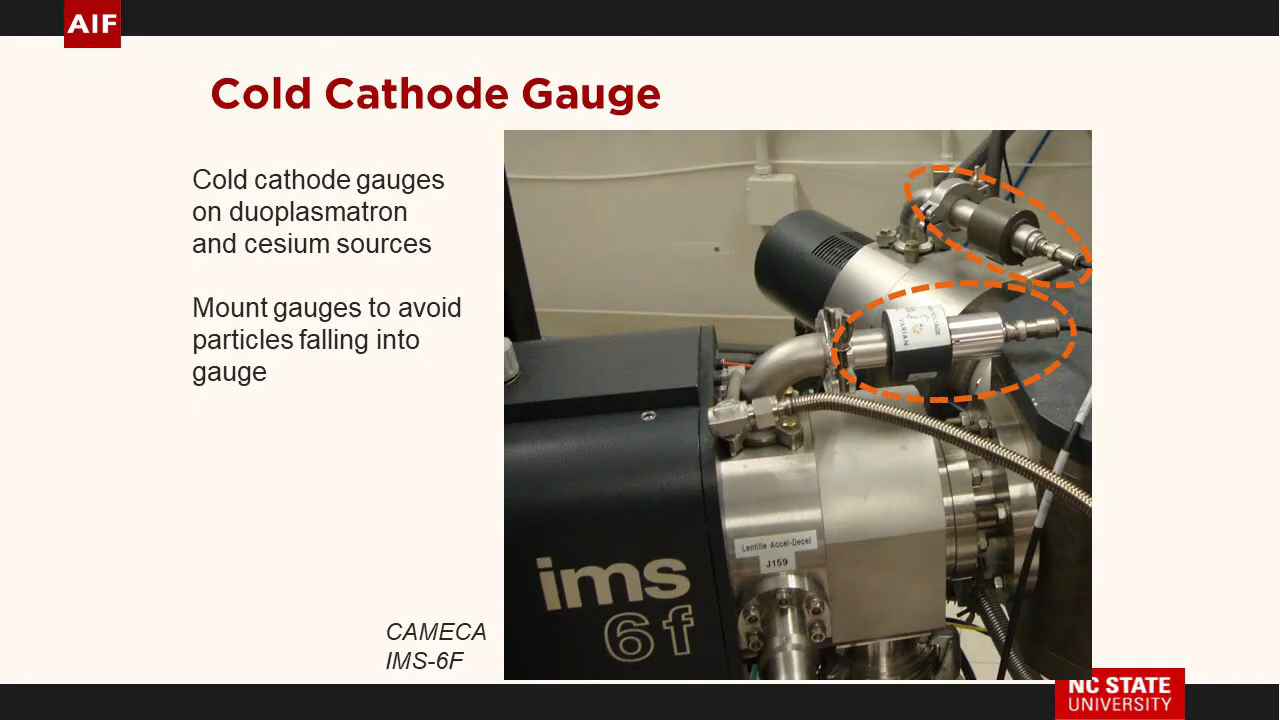 AIF
Cold Cathode Gauge
Cold cathode gauges
on duoplasmatron
and cesium sources
Mount gauges to avoid
particles falling into
gauge
VARIAN
Lentille Accel-Decel
J159
ims
6f
CAMECA
IMS-6F
NC STATE
UNIVERSITY